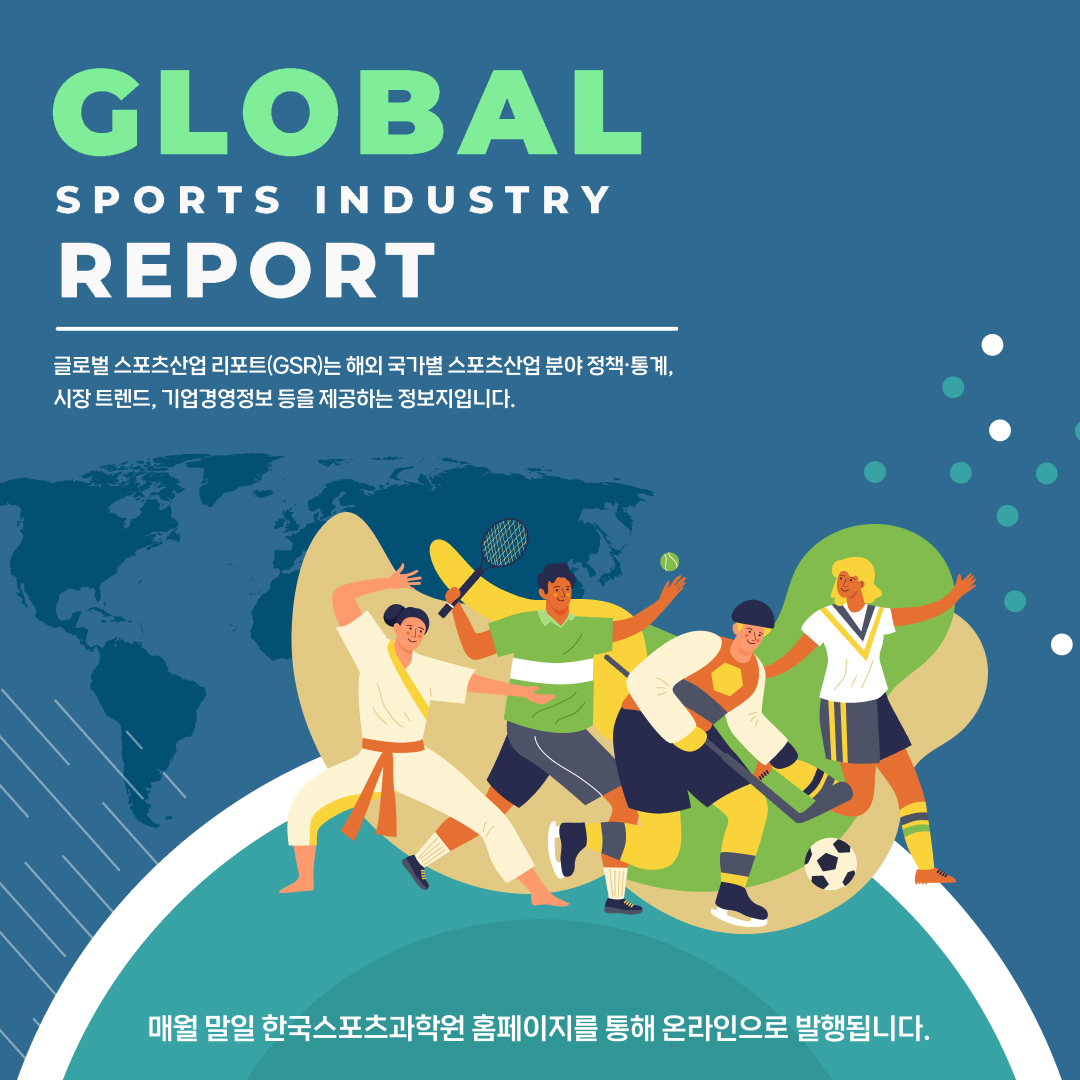 GLOBAL
SPORTS INDUSTRY
REPORT
글로벌 스포츠산업 리포트(GSR)는 해외 국가별 스포츠산업 분야 정책·통계,
시장 트렌드, 기업경영정보 등을 제공하는 정보지입니다.
매월 말일 한국스포츠과학원 홈페이지를 통해 온라인으로 발행됩니다.